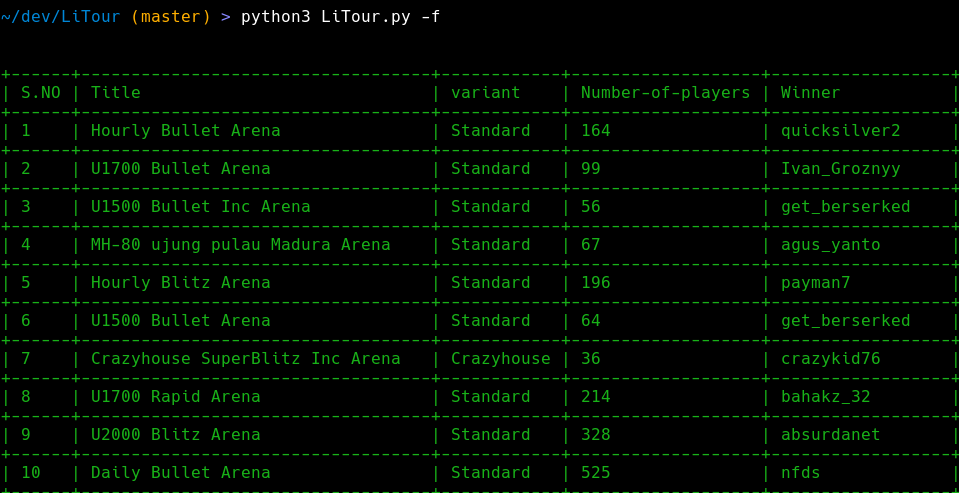 ~/dev/LiTour (master) > python3 LiTour.py -f
+------+-----------------------------------+------------+-------------------+------------------+
| S.NO | Title | variant | Number-of-players | Winner |
+------+-----------------------------------+------------+-------------------+------------------+
| 1 | Hourly Bullet Arena | Standard | 164 | quicksilver2 |
+------+-----------------------------------+------------+-------------------+------------------+
| 2 | U1700 Bullet Arena | Standard | 99 | Ivan_Groznyy |
+------+-----------------------------------+------------+-------------------+------------------+
| 3 | U1500 Bullet Inc Arena | Standard | 56 | get_berserked |
+------+-----------------------------------+------------+-------------------+------------------+
| 4 | MH-80 ujung pulau Madura Arena | Standard | 67 | agus_yanto |
+------+-----------------------------------+------------+-------------------+------------------+
| 5 | Hourly Blitz Arena | Standard | 196 | payman7 |
+------+-----------------------------------+------------+-------------------+------------------+
| 6 | U1500 Bullet Arena | Standard | 64 | get_berserked |
+------+-----------------------------------+------------+-------------------+------------------+
| 7 | Crazyhouse SuperBlitz Inc Arena | Crazyhouse | 36 | crazykid76 |
+------+-----------------------------------+------------+-------------------+------------------+
| 8 | U1700 Rapid Arena | Standard | 214 | bahakz_32 |
+------+-----------------------------------+------------+-------------------+------------------+
| 9 | U2000 Blitz Arena | Standard | 328 | absurdanet |
+------+-----------------------------------+------------+-------------------+------------------+
| 10 | Daily Bullet Arena | Standard | 525 | nfds |
+------+-----------------------------------+------------+-------------------+------------------+